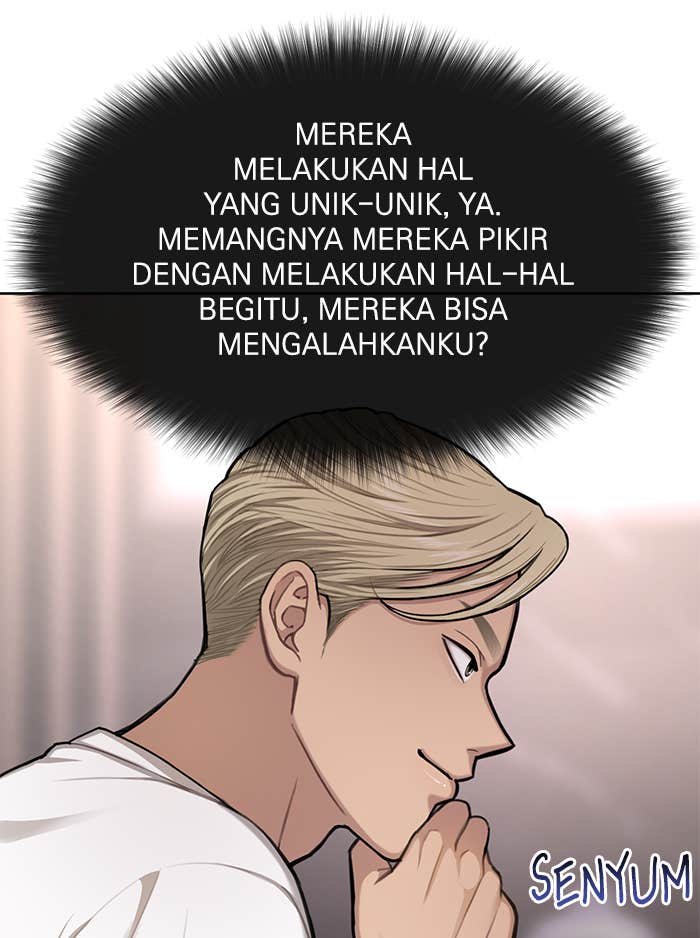 MEREKA
MELAKUKAN HAL
YANG UNIK-UNIK, YA.
MEMANGNYA MEREKA PIKIR
DENGAN MELAKUKAN HAL-HAL
BEGITU, MEREKA BISA
MENGALAHKANKU?
SENYUM